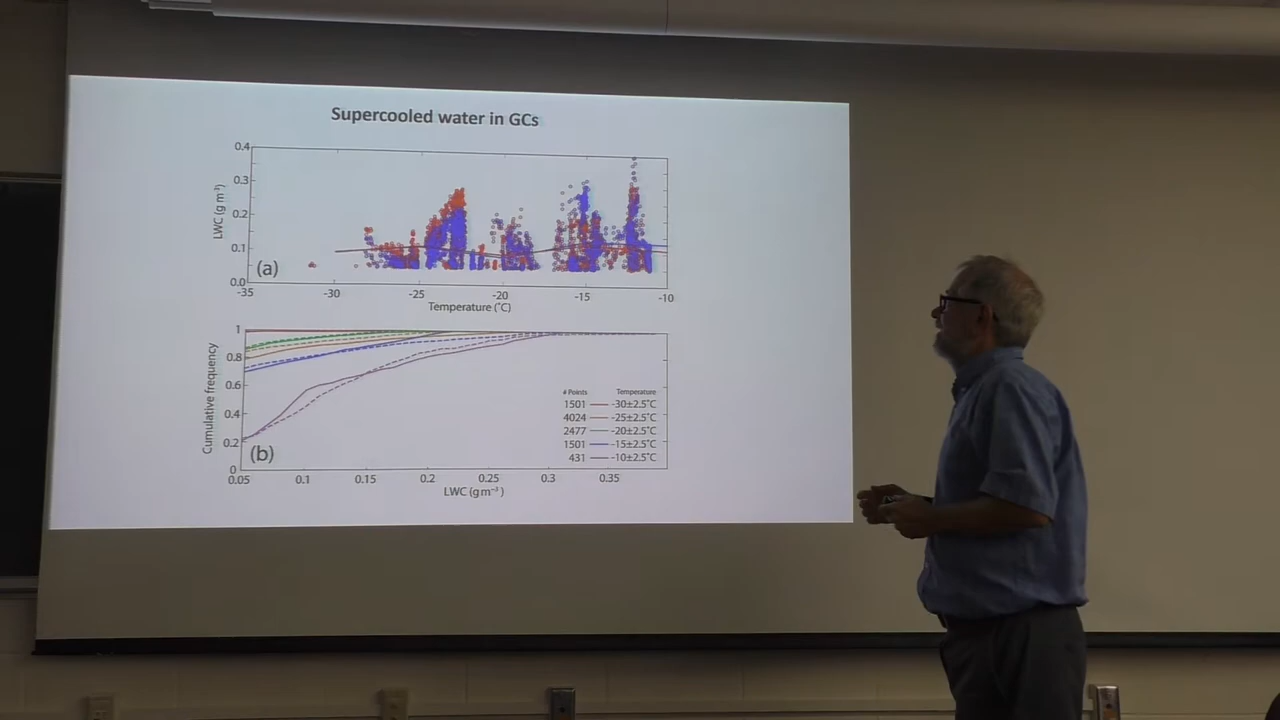 Supercooled water in GCs
0.4
0.3
0.2
0.1
0.0
LWC (g m⁻³)
(a)
-35 -30 -25 -20 -15 -10
Temperature (˚C)
1
0.8
0.6
0.4
0.2
0
Cumulative frequency
(b)
# Points Temperature
1501 -30±2.5˚C
4024 -25±2.5˚C
2477 -20±2.5˚C
1501 -15±2.5˚C
431 -10±2.5˚C
0.05 0.1 0.15 0.2 0.25 0.3 0.35
LWC (g m⁻³)